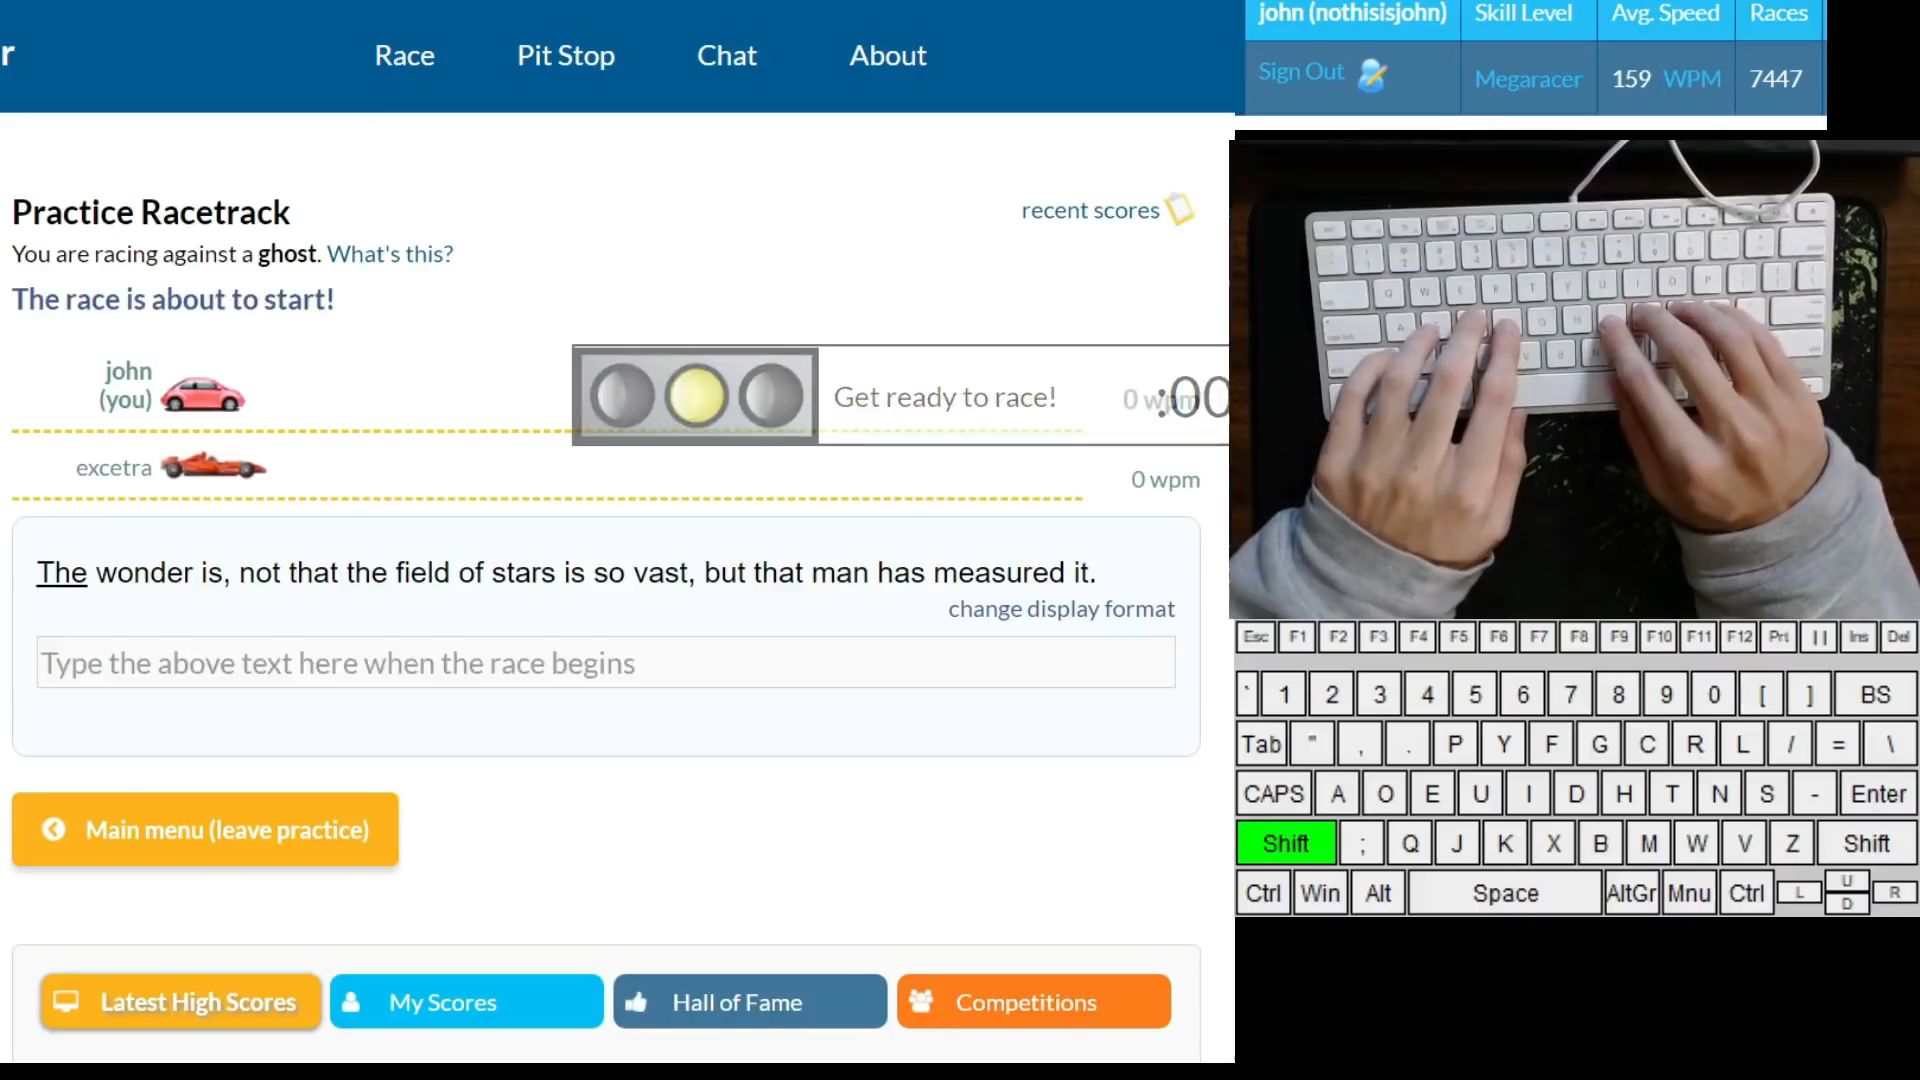 r
Race Pit Stop Chat About
john (nothisisjohn) Skill Level Avg. Speed Races
Sign Out Megaracer 159 WPM 7447
Practice Racetrack
recent scores
You are racing against a ghost. What's this?
The race is about to start!
john
(you)
Get ready to race!
0 wpm
:00
excetra
0 wpm
The wonder is, not that the field of stars is so vast, but that man has measured it.
change display format
Type the above text here when the race begins
Main menu (leave practice)
Latest High Scores My Scores Hall of Fame Competitions
Esc F1 F2 F3 F4 F5 F6 F7 F8 F9 F10 F11 F12 Prt || Ins Del
` 1 2 3 4 5 6 7 8 9 0 [ ] BS
Tab " , . P Y F G C R L / = \
CAPS A O E U I D H T N S - Enter
Shift ; Q J K X B M W V Z Shift
Ctrl Win Alt Space AltGr Mnu Ctrl L U R
D